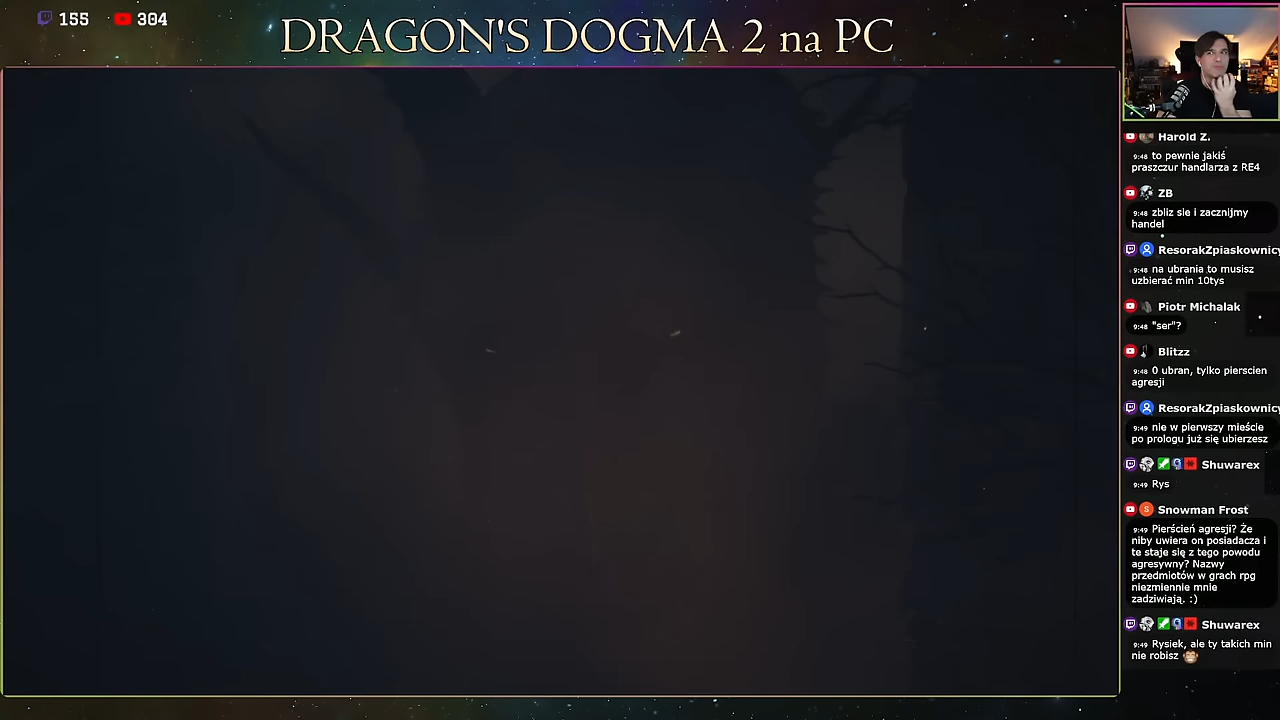 155 304
DRAGON'S DOGMA 2 na PC
Harold Z.
9:48 to pewnie jakiś
praszczur handlarza z RE4
ZB
9:48 zbliz sie i zacznijmy
handel
ResorakZpiaskownicy
9:48 na ubrania to musisz
uzbierać min 10tys
Piotr Michalak
9:48 "ser"?
Blitzz
9:48 0 ubran, tylko pierscien
agresji
ResorakZpiaskownicy
9:49 nie w pierwszy mieście
po prologu już się ubierzesz
Shuwarex
9:49 Rys
S Snowman Frost
9:49 Pierścień agresji? Że
niby uwiera on posiadacza i
te staje się z tego powodu
agresywny? Nazwy
przedmiotów w grach rpg
niezmiennie mnie
zadziwiają. :)
Shuwarex
9:49 Rysiek, ale ty takich min
nie robisz